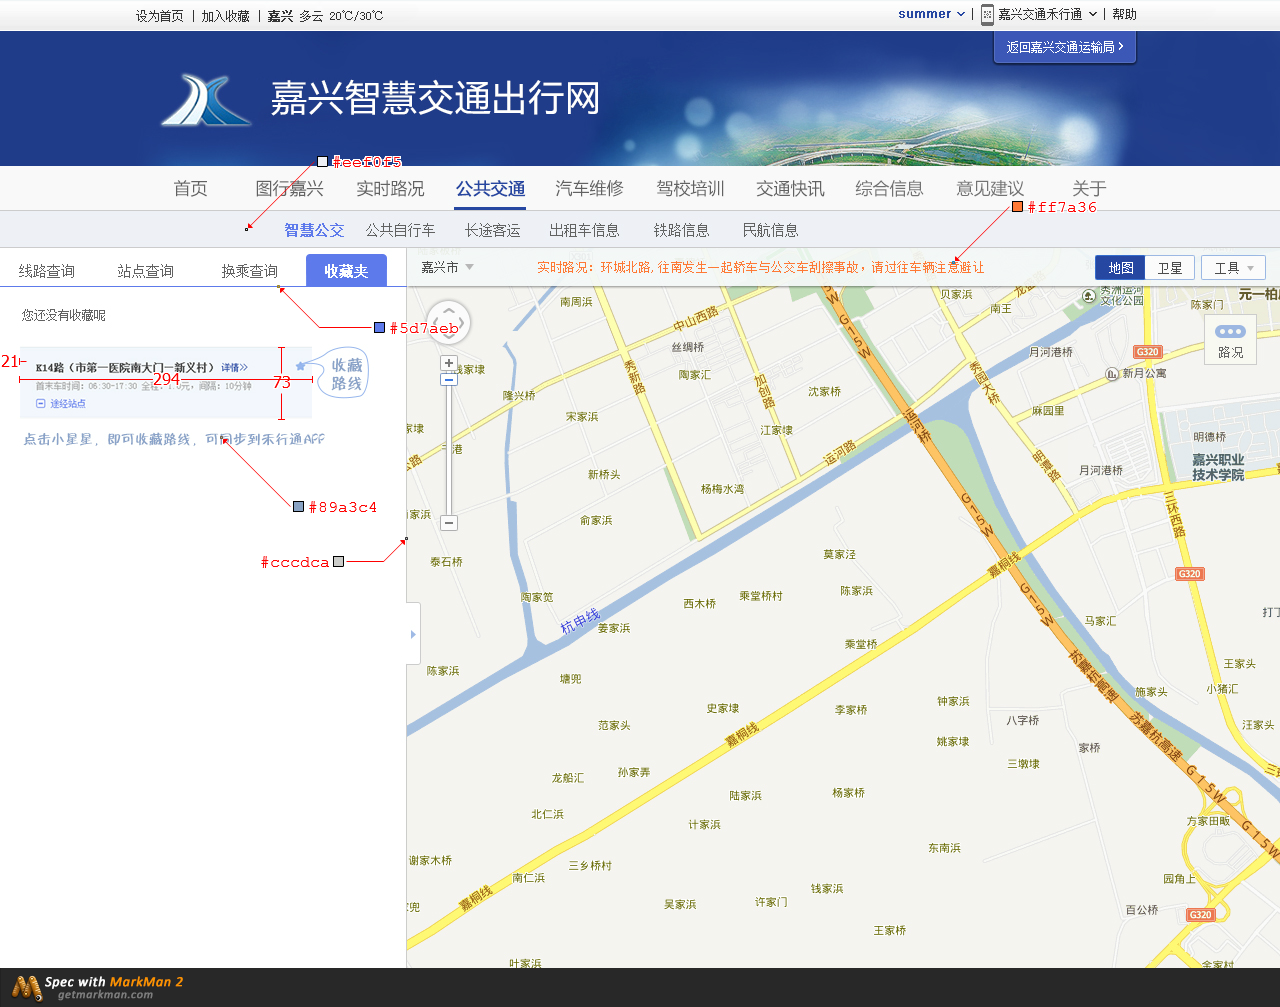 设为首页 | 加入收藏 | 嘉兴 多云 20℃/30℃
summer | 嘉兴交通禾行通 | 帮助
返回嘉兴交通运输局
嘉兴智慧交通出行网
#eef0f5
首页 图行嘉兴 实时路况 公共交通 汽车维修 驾校培训 交通快讯 综合信息 意见建议 关于
#ff7a36
智慧公交 公共自行车 长途客运 出租车信息 铁路信息 民航信息
线路查询 站点查询 换乘查询 收藏夹
嘉兴市
实时路况：环城北路, 往南发生一起轿车与公交车刮擦事故，请过往车辆注意避让
地图 卫星 工具
您还没有收藏呢
#5d7aeb
21
K14路（市第一医院南大门—新义村） 详情
294
73
首末车时间：06:30-17:30
间隔：10分钟
途经站点
收藏
路线
点击小星星，即可收藏路线，可同步到禾行通APP
#89a3c4
#cccdca
路况
南周浜
中山西路
G15W
贝家浜
南王
秀洲运河
文化公园
陈家门
丝绸桥
秀新路
陶家汇
加创路
沈家桥
月河港桥
G320
新月公寓
秀园大桥
隆兴桥
宋家浜
江家埭
运河桥
麻园里
明德桥
运河路
嘉兴职业
技术学院
新桥头
杨梅水湾
明景路
月河港桥
俞家浜
G15W
三环西路
泰石桥
莫家泾
嘉桐线
G320
陶家笕
西木桥
乘堂桥村
陈家浜
G15W
杭申线
姜家浜
马家汇
乘堂桥
陈家浜
塘兜
苏嘉杭高速
王家头
施家头
小猪汇
范家头
史家埭
李家桥
钟家浜
八字桥
苏嘉杭高速
汪家头
嘉桐线
姚家埭
家桥
龙船汇
孙家弄
三墩埭
G15W
陆家浜
杨家桥
北仁浜
计家浜
方家田畈
G15W
谢家木桥
三乡桥村
东南浜
南仁浜
园角上
嘉桐线
钱家浜
吴家浜
许家门
百公桥
G320
王家桥
叶家浜
余家村
Spec with MarkMan 2
getmarkman.com